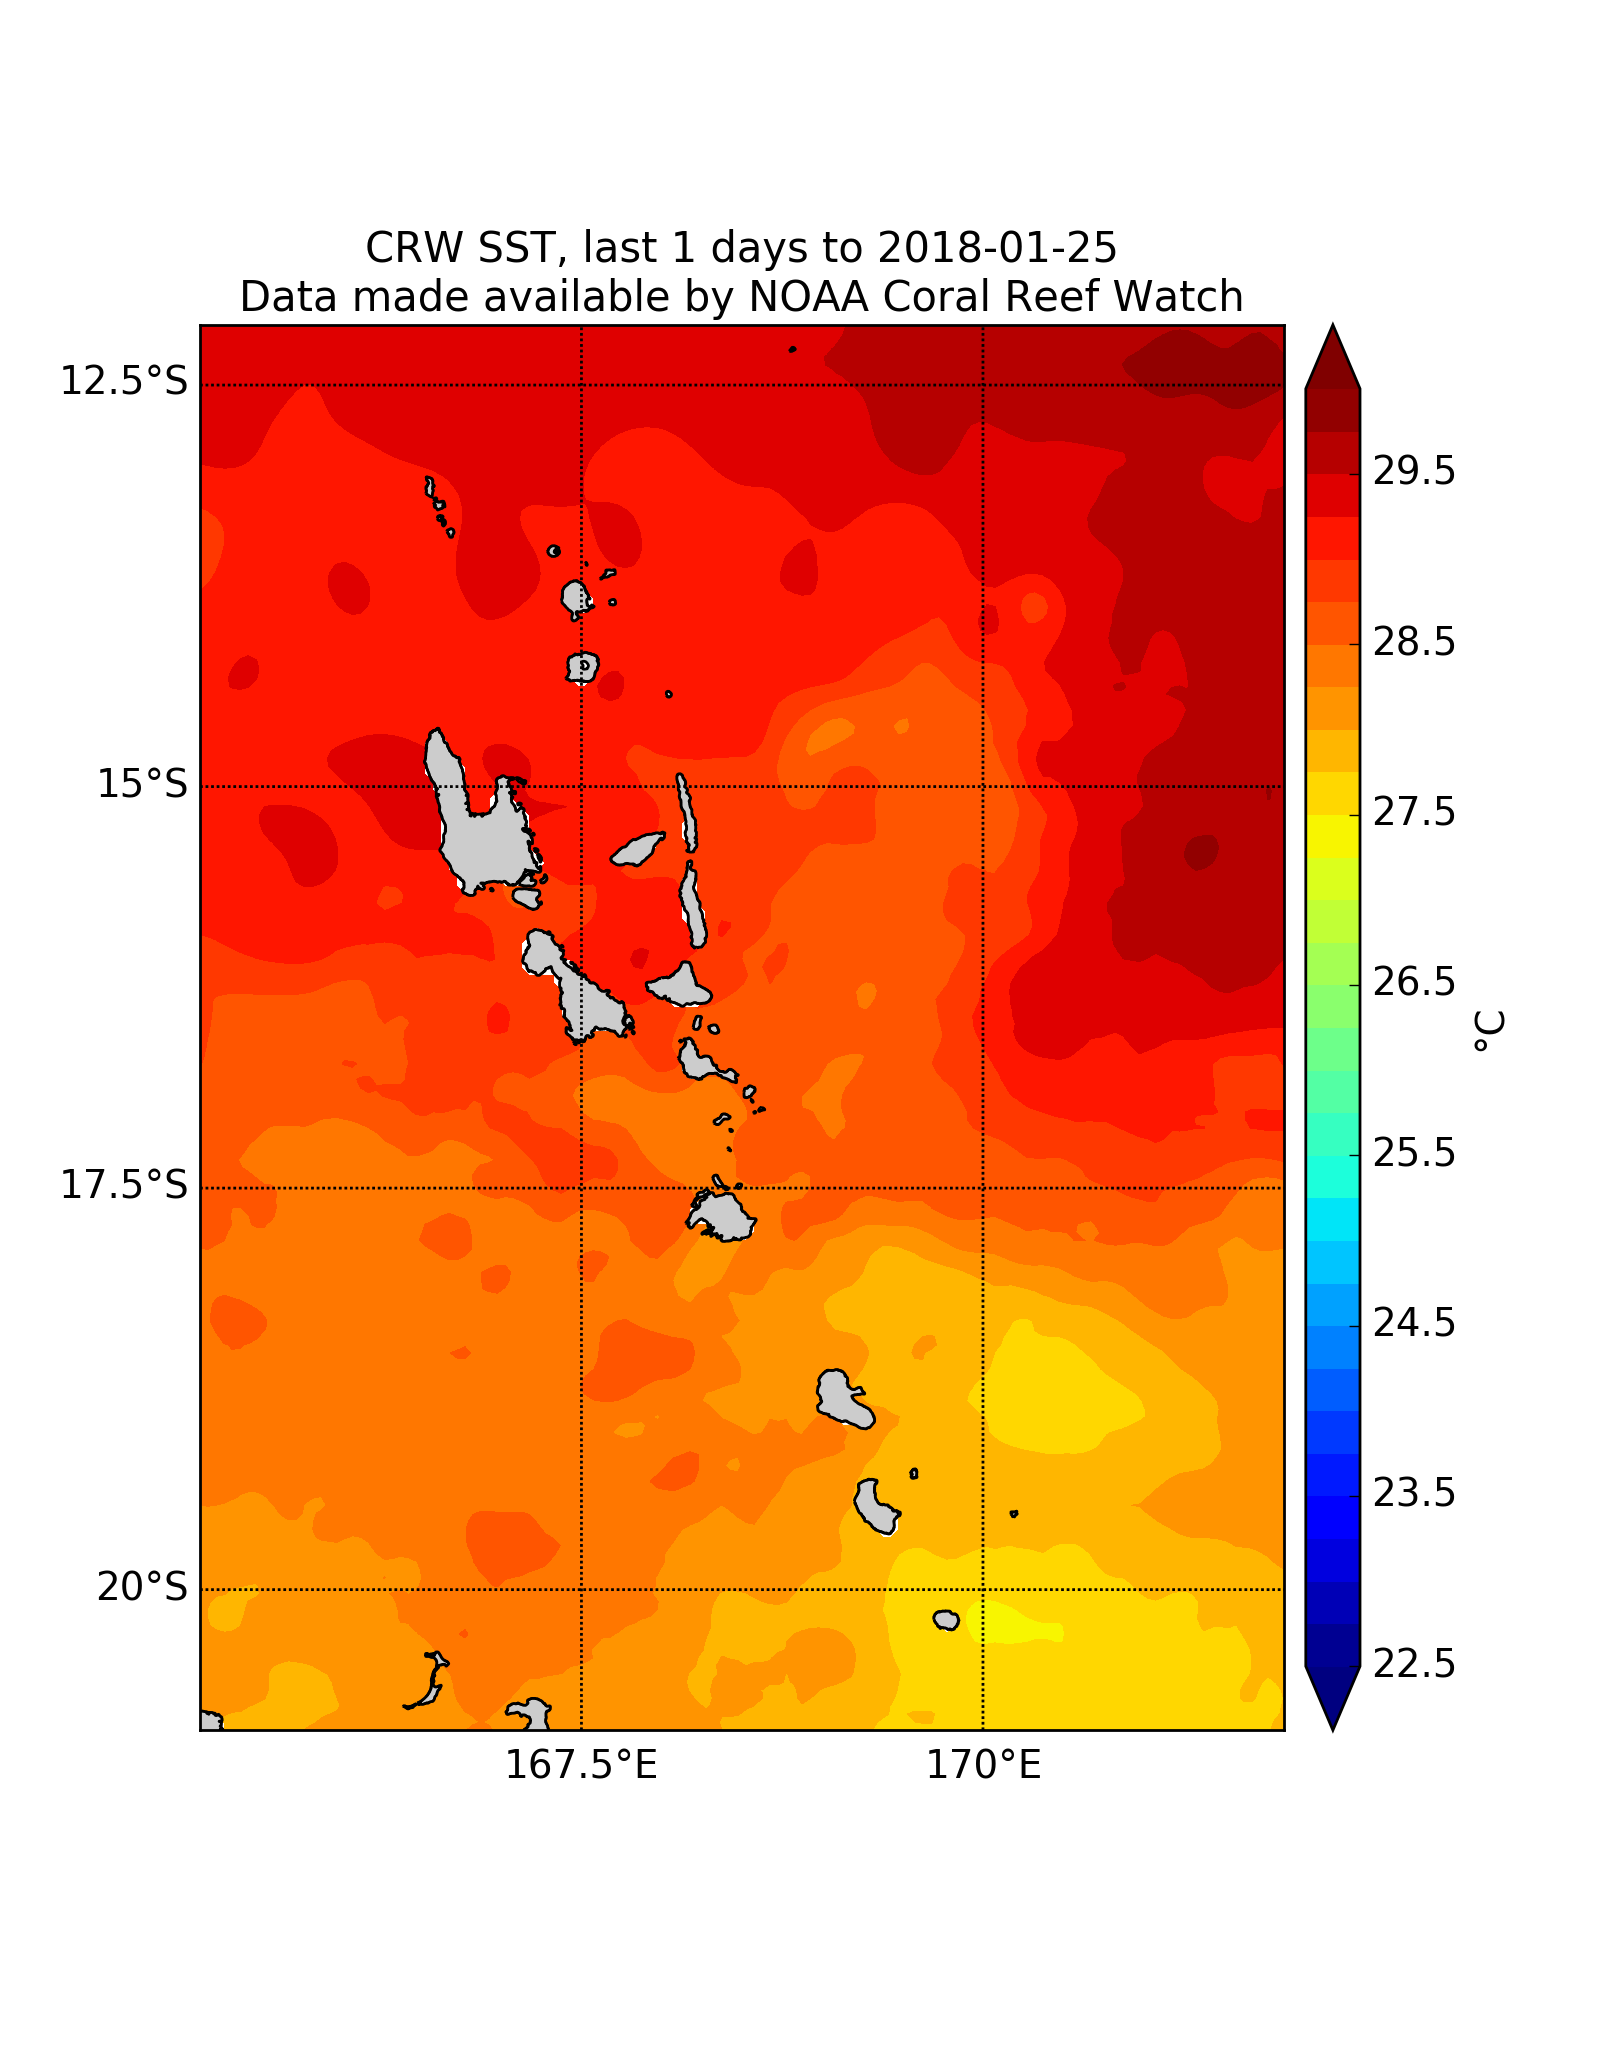 CRW SST, last 1 days to 2018-01-25
Data made available by NOAA Coral Reef Watch
12.5°S
15°S
17.5°S
20°S
167.5°E
170°E
29.5
28.5
27.5
26.5
25.5
24.5
23.5
22.5
°C